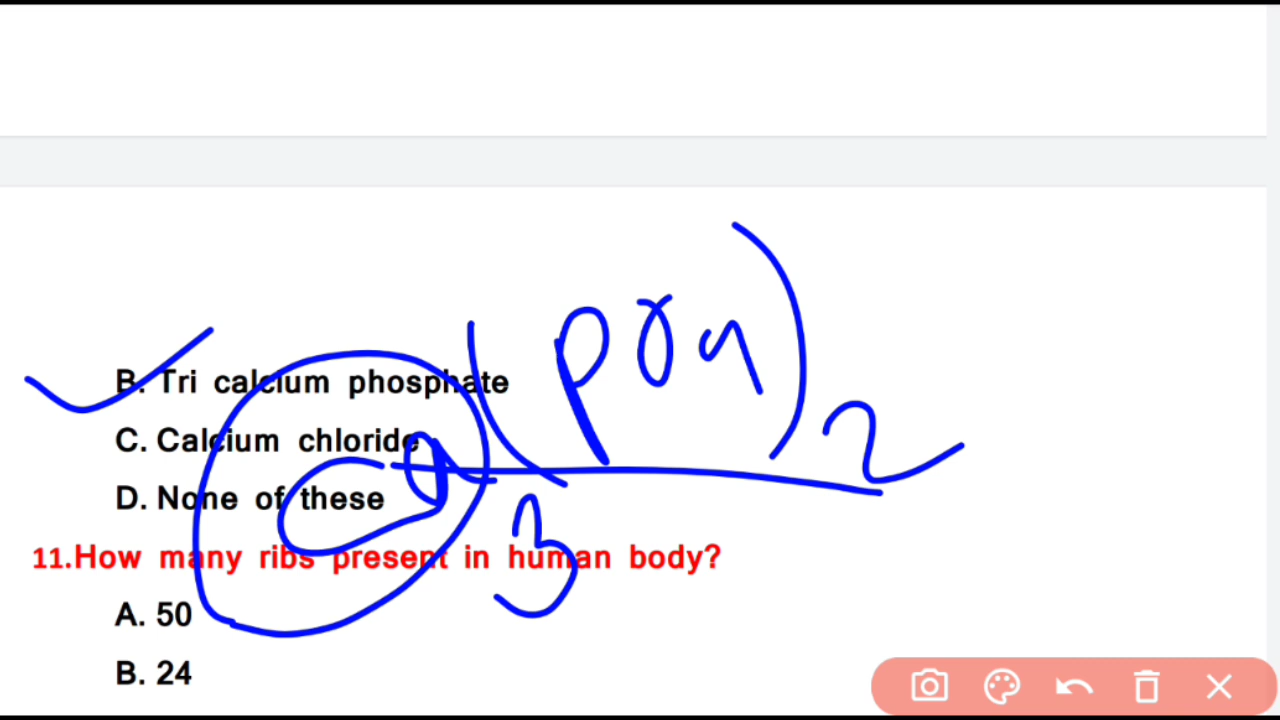 B. Tri calcium phosphate
C. Calcium chloride
D. None of these
Ca3(PO4)2
11.How many ribs present in human body?
A. 50
B. 24